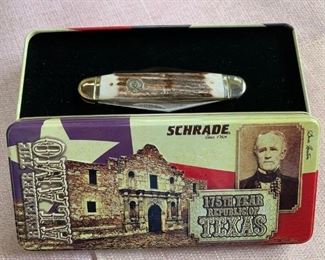 SCHRADE
Since 1904
REMEMBER THE
ALAMO
175TH YEAR
REPUBLIC OF
TEXAS